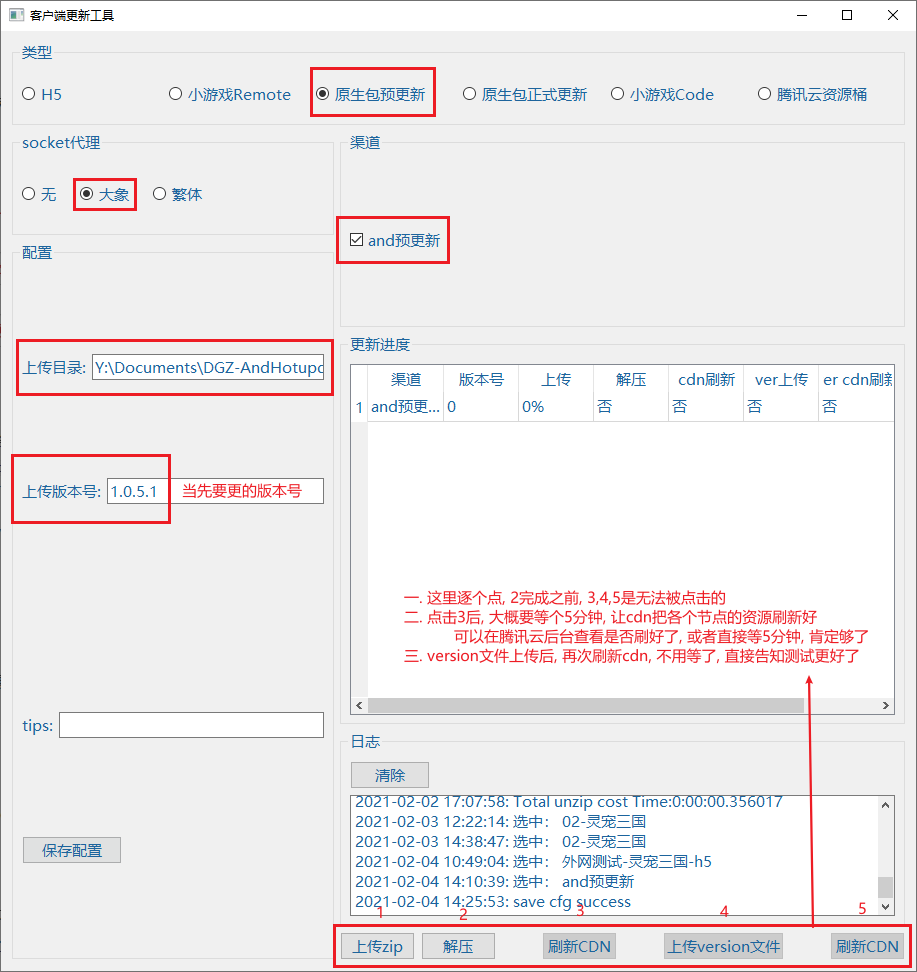 客户端更新工具
类型
H5
小游戏Remote
原生包预更新
原生包正式更新
小游戏Code
腾讯云资源桶
socket代理
无
大象
繁体
渠道
and预更新
配置
上传目录: Y:\Documents\DGZ-AndHotupd
上传版本号: 1.0.5.1 当先要更的版本号
tips:
保存配置
更新进度
渠道 版本号 上传 解压 cdn刷新 ver上传 er cdn刷新
1 and预更... 0 0% 否 否 否 否
一. 这里逐个点, 2完成之前, 3,4,5是无法被点击的
二. 点击3后, 大概要等个5分钟, 让cdn把各个节点的资源刷新好
可以在腾讯云后台查看是否刷好了, 或者直接等5分钟, 肯定够了
三. version文件上传后, 再次刷新cdn, 不用等了, 直接告知测试更好了
日志
清除
2021-02-02 17:07:58: Total unzip cost Time:0:00:00.356017
2021-02-03 12:22:14: 选中: 02-灵宠三国
2021-02-03 14:38:47: 选中: 02-灵宠三国
2021-02-04 10:49:04: 选中: 外网测试-灵宠三国-h5
2021-02-04 14:10:39: 选中: and预更新
2021-02-04 14:25:53: save cfg success
1 2 3 4 5
上传zip 解压 刷新CDN 上传version文件 刷新CDN